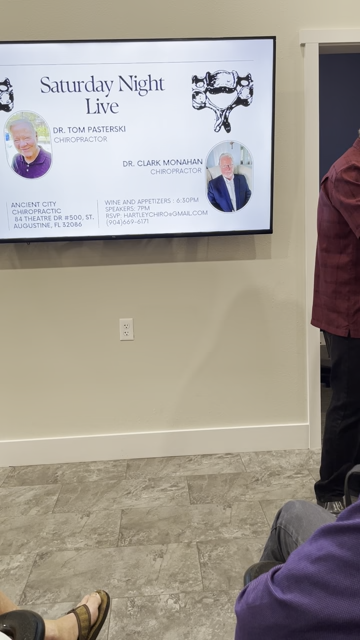 Saturday Night
Live
DR. TOM PASTERSKI
CHIROPRACTOR
DR. CLARK MONAHAN
CHIROPRACTOR
ANCIENT CITY
CHIROPRACTIC
84 THEATRE DR #500, ST.
AUGUSTINE, FL 32086
WINE AND APPETIZERS : 6:30PM
SPEAKERS: 7PM
RSVP HARTLEYCHIRO@GMAIL.COM
(904)669-6171